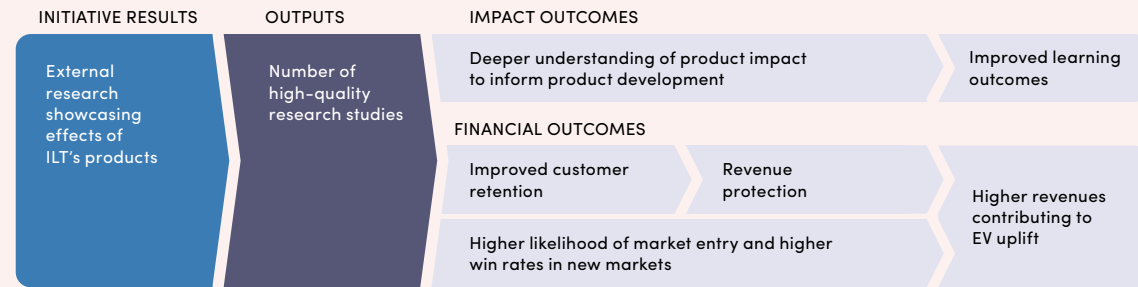 INITIATIVE RESULTS
OUTPUTS
IMPACT OUTCOMES
External
research
showcasing
effects of
ILT's products
Number of
high-quality
research studies
Deeper understanding of product impact
to inform product development
Improved learning
outcomes
FINANCIAL OUTCOMES
Improved customer
retention
Revenue
protection
Higher likelihood of market entry and higher
win rates in new markets
Higher revenues
contributing to
EV uplift